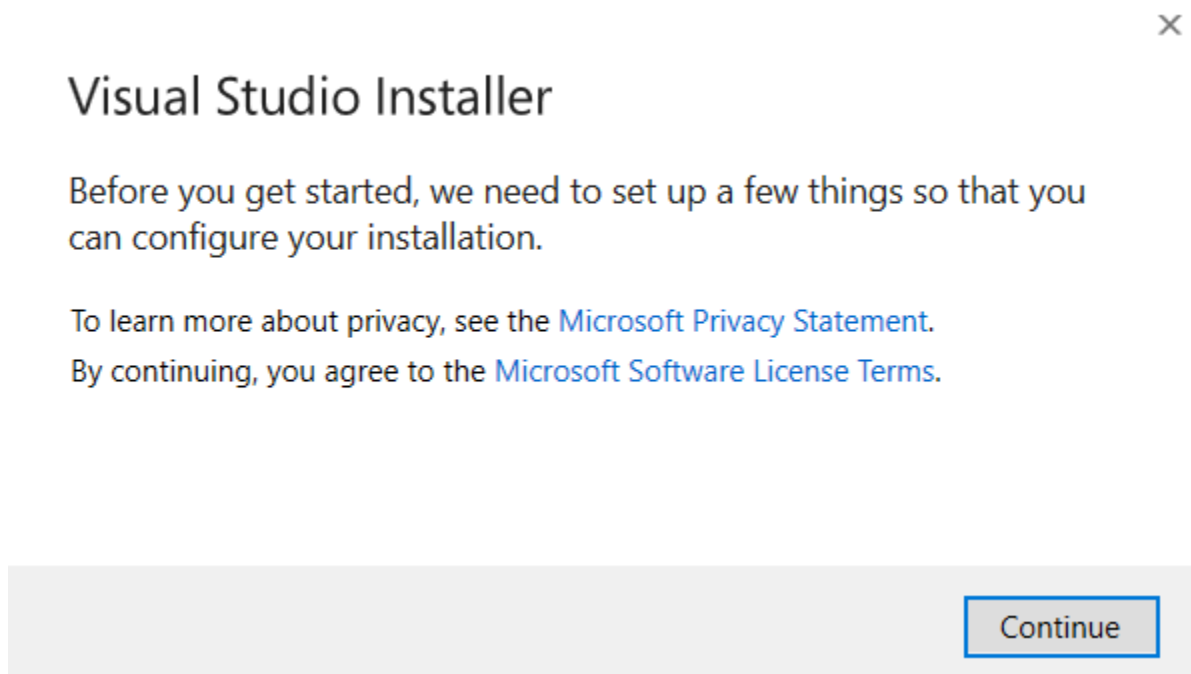 Visual Studio Installer
Before you get started, we need to set up a few things so that you
can configure your installation.
To learn more about privacy, see the Microsoft Privacy Statement.
By continuing, you agree to the Microsoft Software License Terms.
Continue